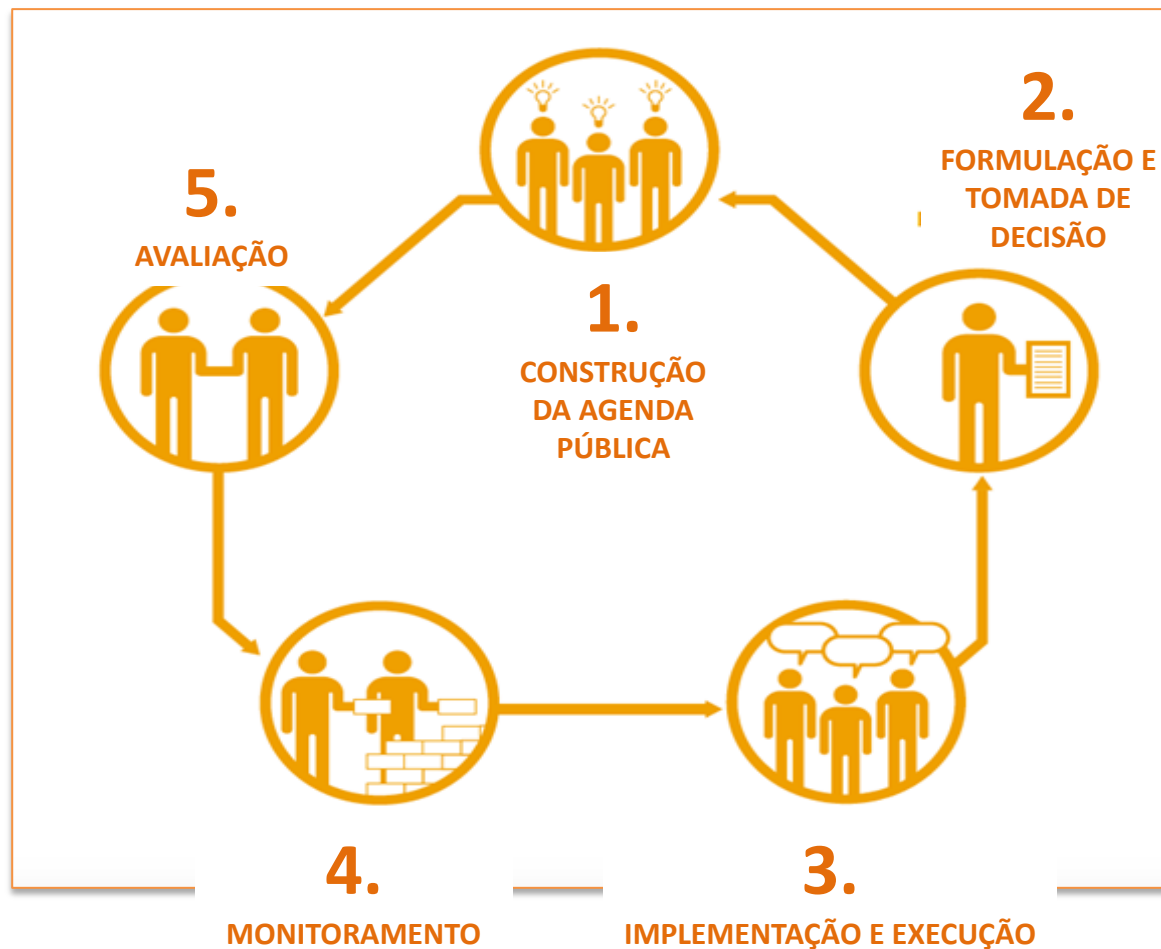 1.
CONSTRUÇÃO
DA AGENDA
PÚBLICA
2.
FORMULAÇÃO E
TOMADA DE
DECISÃO
3.
IMPLEMENTAÇÃO E EXECUÇÃO
4.
MONITORAMENTO
5.
AVALIAÇÃO